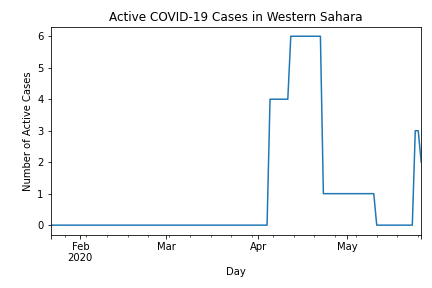 Active COVID-19 Cases in Western Sahara
6
5
4
3
2
1
0
Number of Active Cases
Feb
2020
Mar
Apr
May
Day